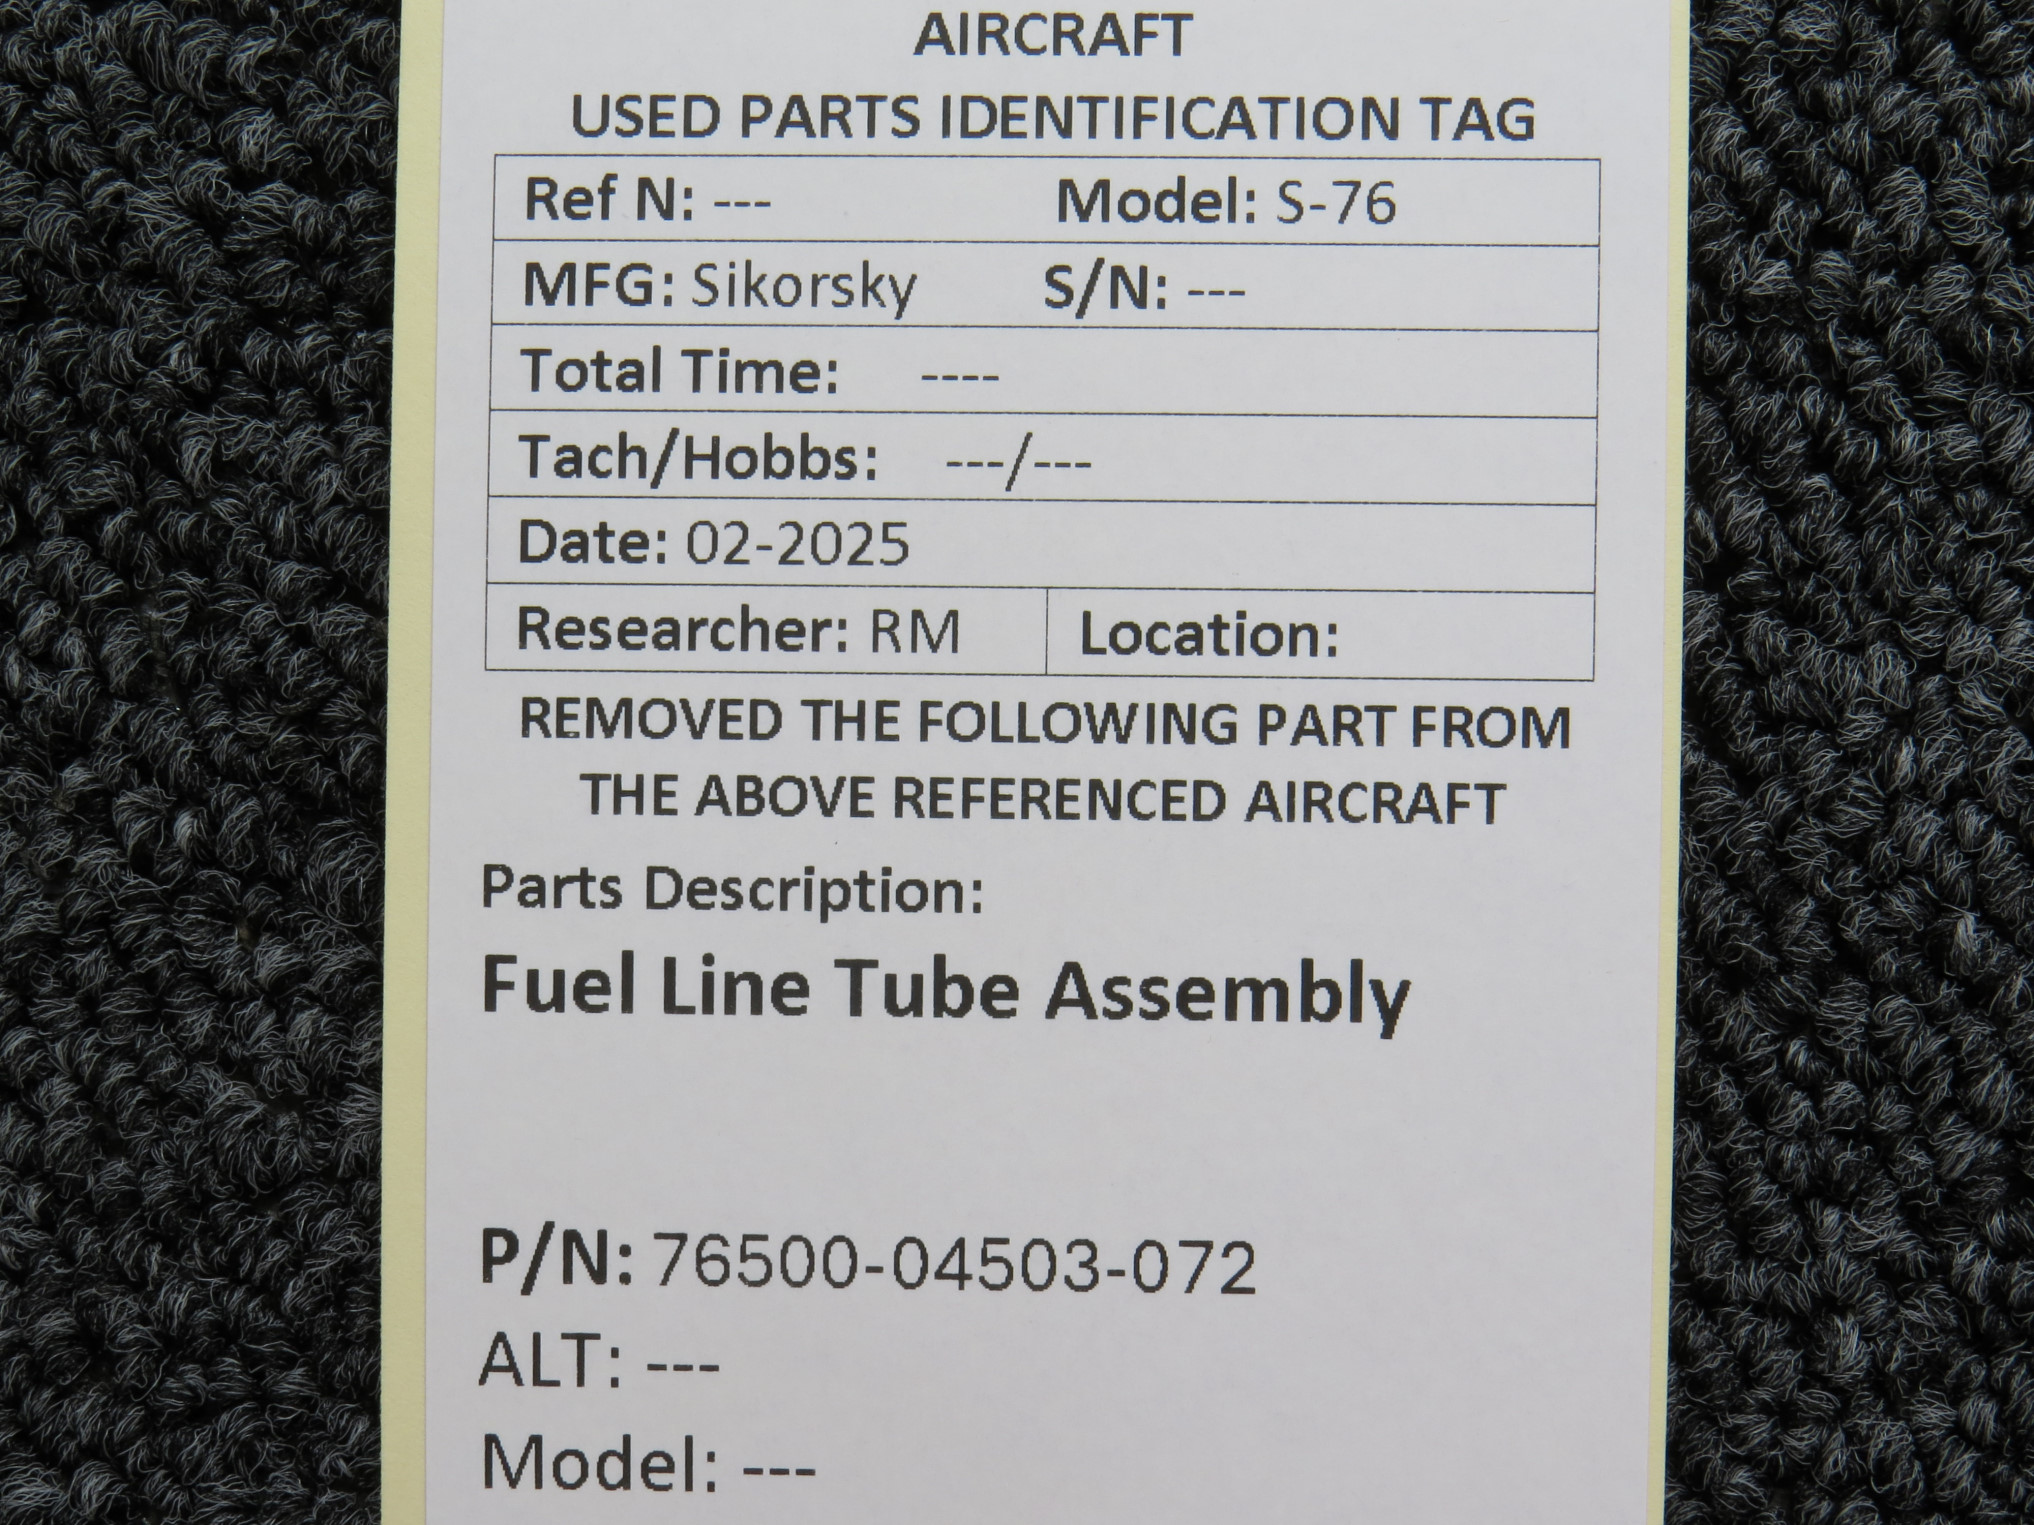 AIRCRAFT
USED PARTS IDENTIFICATION TAG
Ref N: --- Model: S-76
MFG: Sikorsky S/N: ---
Total Time: ----
Tach/Hobbs: ---/---
Date: 02-2025
Researcher: RM Location:
REMOVED THE FOLLOWING PART FROM
THE ABOVE REFERENCED AIRCRAFT
Parts Description:
Fuel Line Tube Assembly
P/N: 76500-04503-072
ALT: ---
Model: ---